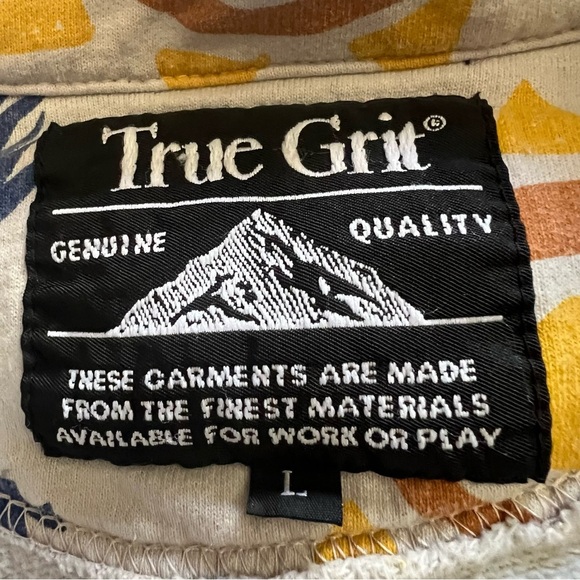 True Grit®
GENUINE QUALITY
THESE GARMENTS ARE MADE
FROM THE FINEST MATERIALS
AVAILABLE FOR WORK OR PLAY
L